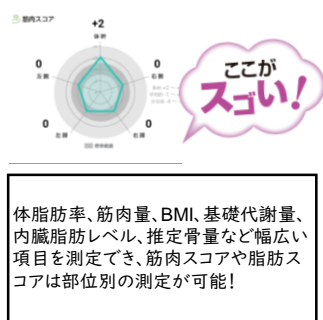 筋肉スコア
+2
体幹
0
左腕
0
右腕
0
左脚
0
右脚
標準範囲
ここが
スゴい!
体脂肪率、筋肉量、BMI、基礎代謝量、
内臓脂肪レベル、推定骨量など幅広い
項目を測定でき、筋肉スコアや脂肪ス
コアは部位別の測定が可能!